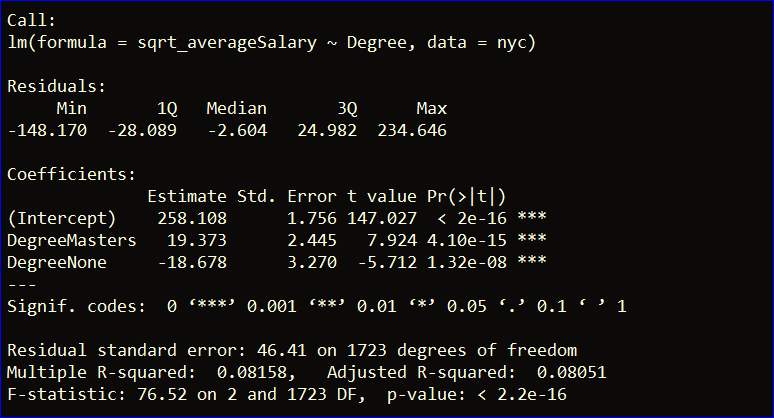 Call:
lm(formula = sqrt_averageSalary ~ Degree, data = nyc)

Residuals:
     Min       1Q   Median       3Q      Max
-148.170  -28.089   -2.604   24.982  234.646

Coefficients:
              Estimate Std. Error t value Pr(>|t|)
(Intercept)    258.108      1.756 147.027  < 2e-16 ***
DegreeMasters   19.373      2.445   7.924 4.10e-15 ***
DegreeNone     -18.678      3.270  -5.712 1.32e-08 ***
---
Signif. codes:  0 ‘***’ 0.001 ‘**’ 0.01 ‘*’ 0.05 ‘.’ 0.1 ‘ ’ 1

Residual standard error: 46.41 on 1723 degrees of freedom
Multiple R-squared:  0.08158,   Adjusted R-squared:  0.08051
F-statistic: 76.52 on 2 and 1723 DF,  p-value: < 2.2e-16